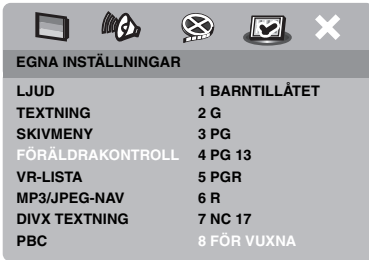 EGNA INSTÄLLNINGAR
LJUD 1 BARNTILLÅTET
TEXTNING 2 G
SKIVMENY 3 PG
FÖRÄLDRAKONTROLL 4 PG 13
VR-LISTA 5 PGR
MP3/JPEG-NAV 6 R
DIVX TEXTNING 7 NC 17
PBC 8 FÖR VUXNA